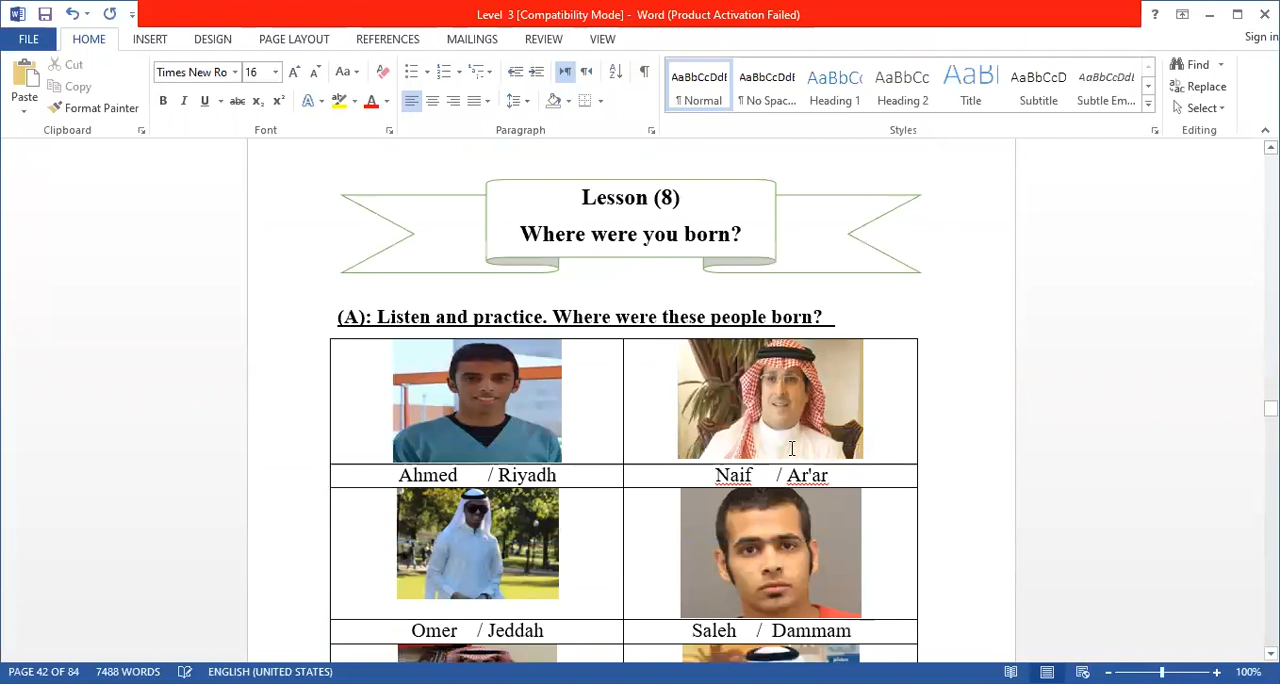 Level 3 [Compatibility Mode] - Word (Product Activation Failed)
FILE HOME INSERT DESIGN PAGE LAYOUT REFERENCES MAILINGS REVIEW VIEW Sign in
Paste
Cut
Copy
Format Painter
Times New Ro 16
Find
Replace
Select
AaBbCcDdI ¶ Normal
AaBbCcDdI ¶ No Spac...
AaBbCc Heading 1
AaBbCcC Heading 2
AaBl Title
AaBbCcD Subtitle
AaBbCcDdI Subtle Em...
Clipboard Font Paragraph Styles Editing
Lesson (8)
Where were you born?
(A): Listen and practice. Where were these people born?
Ahmed / Riyadh
Naif / Ar'ar
Omer / Jeddah
Saleh / Dammam
PAGE 42 OF 84 7488 WORDS ENGLISH (UNITED STATES) 100%